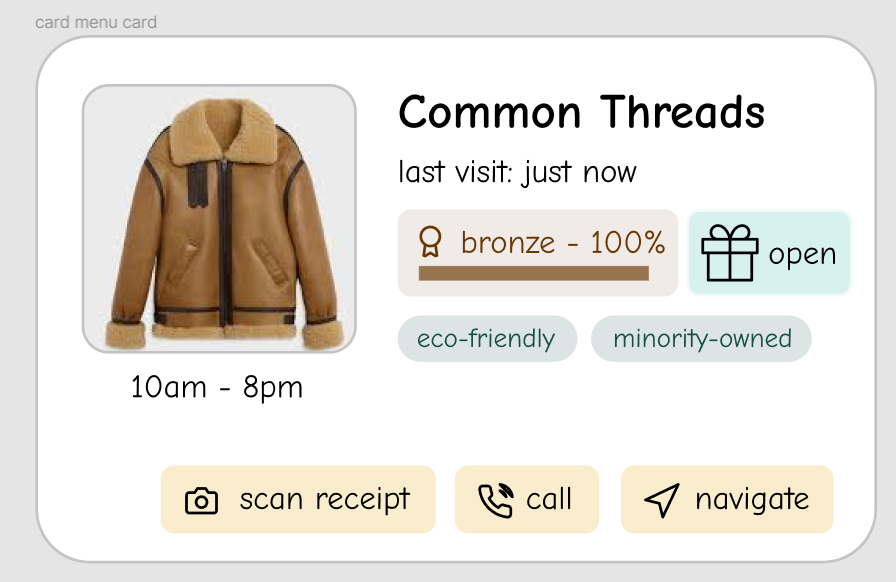 card menu card
Common Threads
last visit: just now
bronze - 100%
open
eco-friendly
minority-owned
10am - 8pm
scan receipt
call
navigate